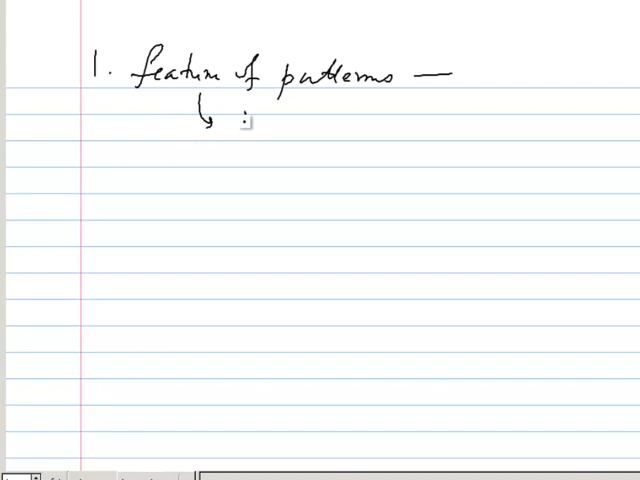 1. feature of patterns —